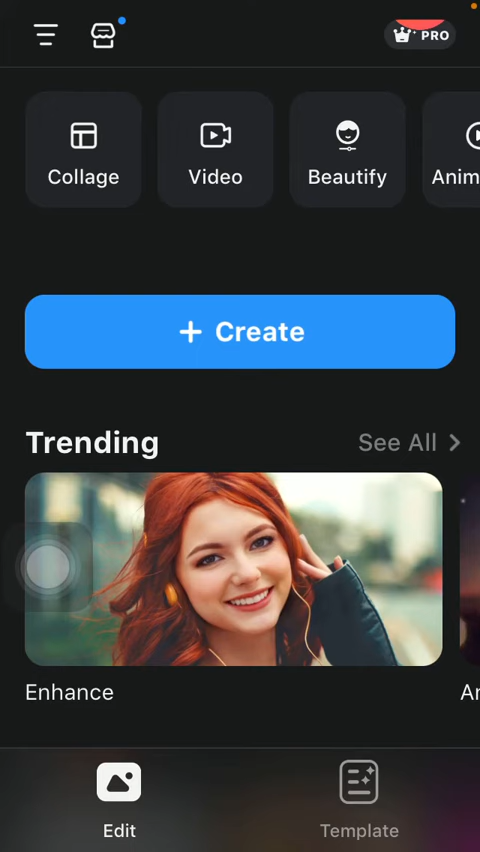 PRO
Collage
Video
Beautify
Anim
+ Create
Trending
See All >
Enhance
Ar
Edit
Template